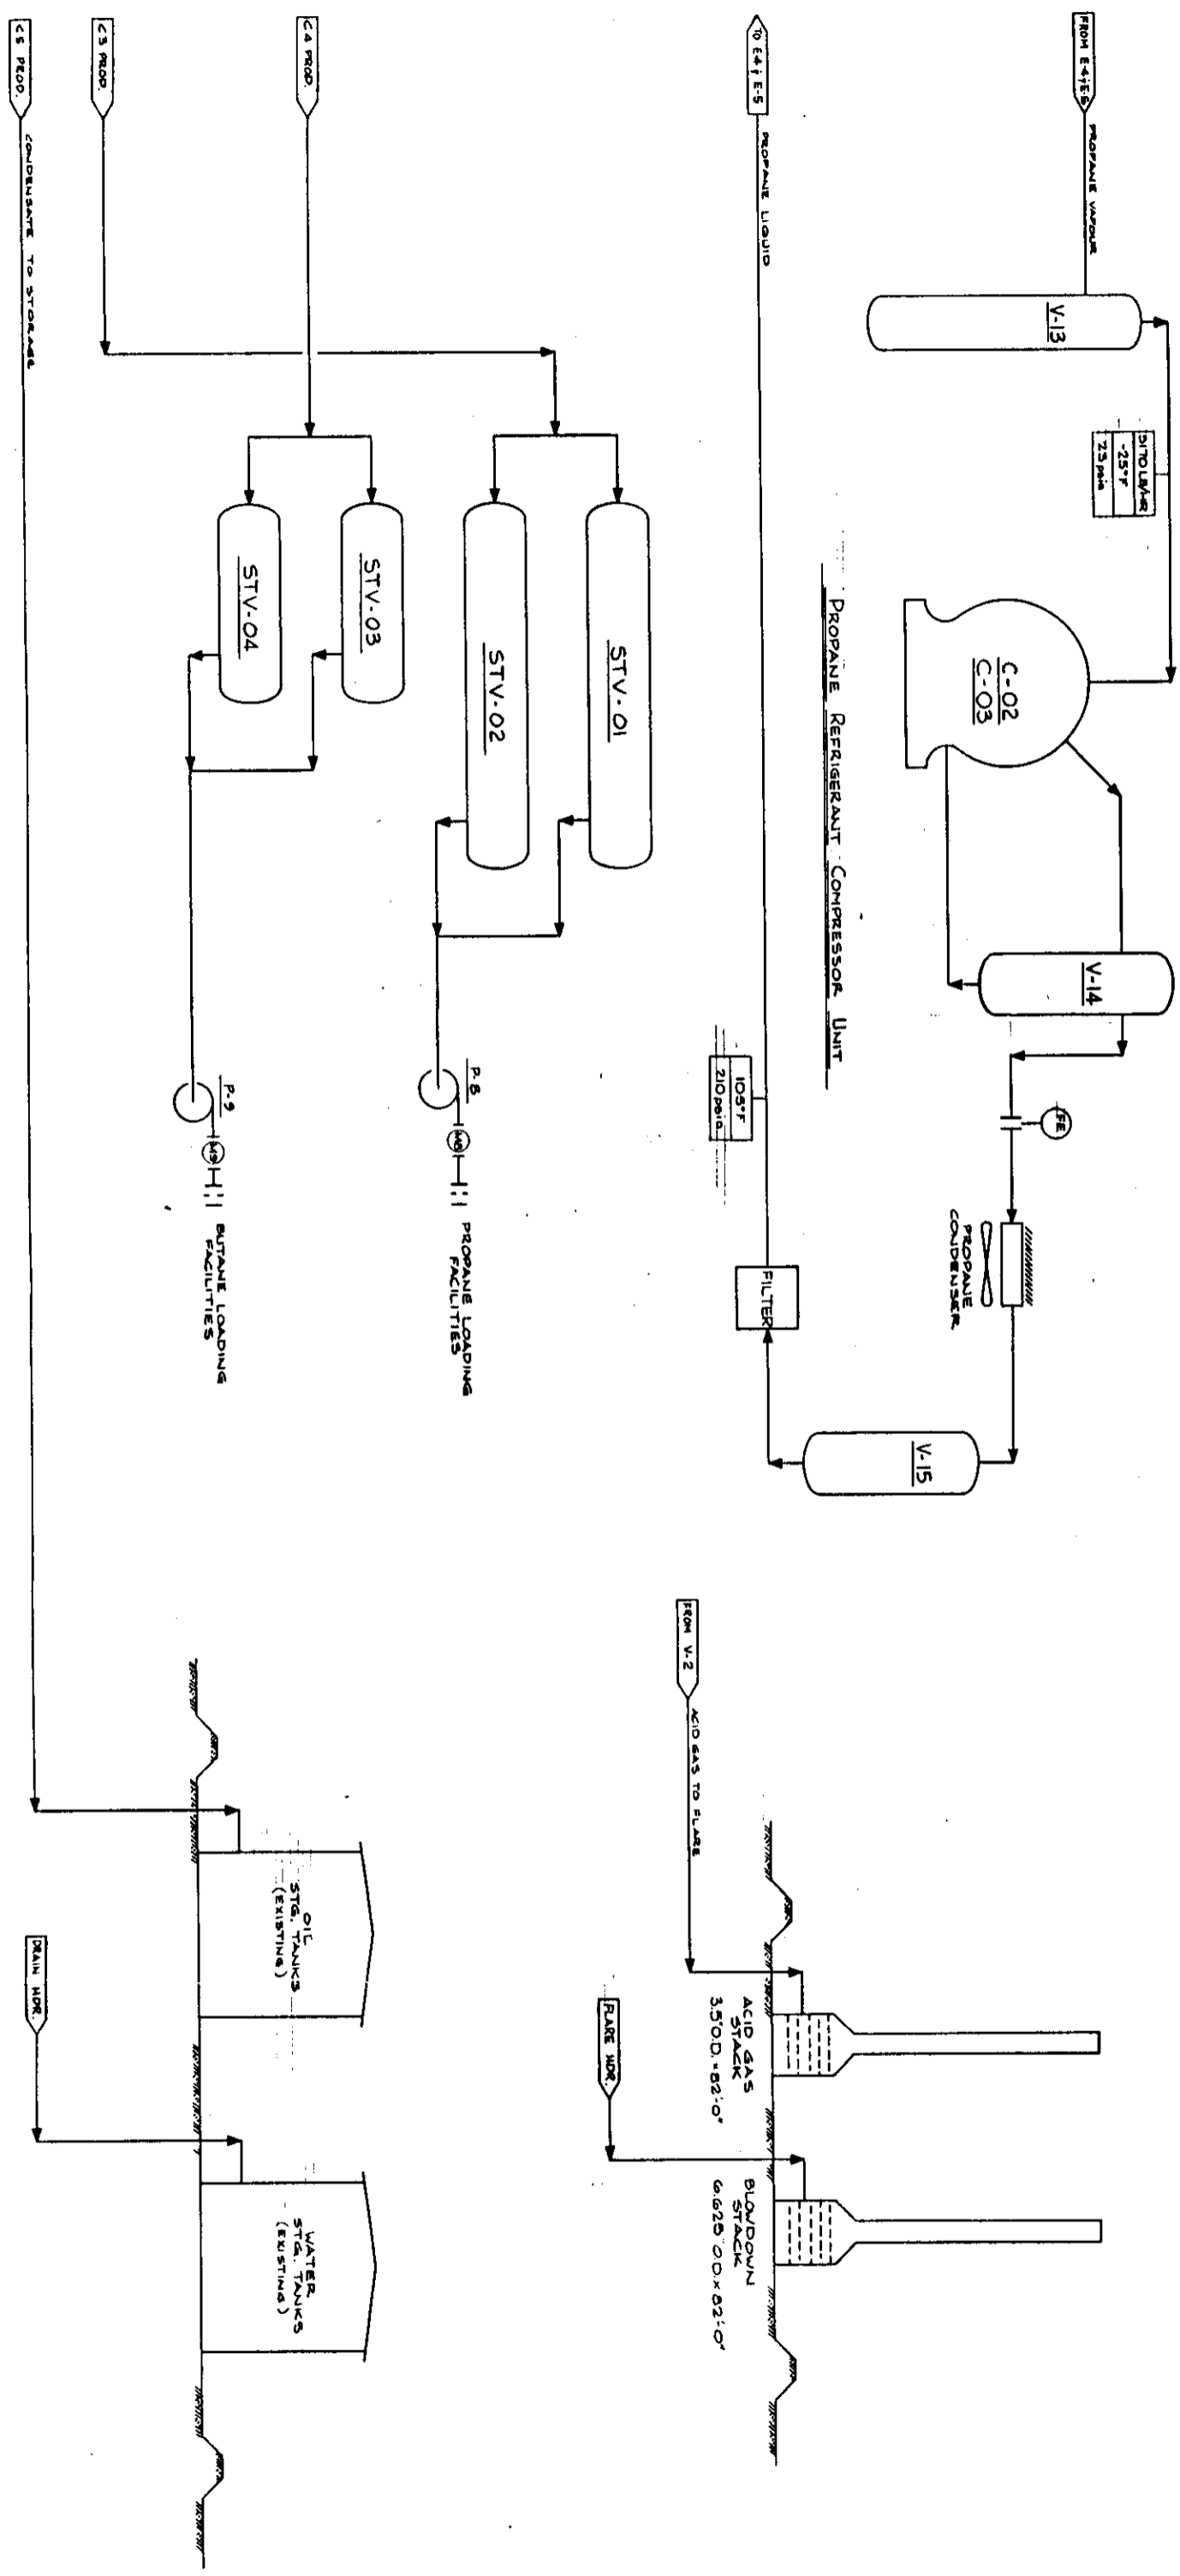 FROM E-4 & E-5
PROPANE VAPOUR
V-13
5170 LB/HR
-25°F
23 psia
C-02
C-03
V-14
FE
PROPANE
CONDENSER
V-15
PROPANE REFRIGERANT COMPRESSOR UNIT
TO E-4 & E-5
PROPANE LIQUID
105°F
210 psia
FILTER
STV-01
STV-02
P-8
M8
PROPANE LOADING
FACILITIES
C4 PROD.
STV-03
STV-04
P-9
M9
BUTANE LOADING
FACILITIES
C3 PROD.
C5 PROD.
CONDENSATE TO STORAGE
FROM V-2
ACID GAS TO FLARE
ACID GAS
STACK
3.5"O.D. x 82'-0"
FLARE HDR.
BLOWDOWN
STACK
6.625" O.D. x 82'-0"
OIL
STG. TANKS
(EXISTING)
DRAIN HDR.
WATER
STG. TANKS
(EXISTING)